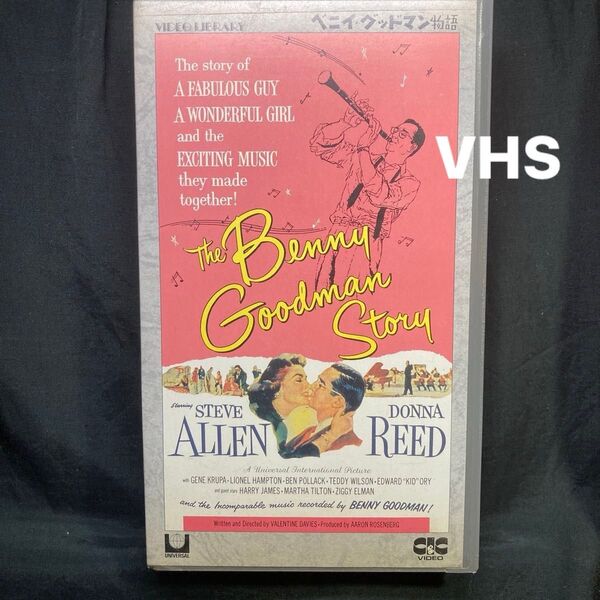 VIDEO LIBRARY
ベニイ・グッドマン物語
The story of
A FABULOUS GUY
A WONDERFUL GIRL
and the
EXCITING MUSIC
they made
together!
VHS
The Benny
Goodman
Story
Starring
STEVE
ALLEN
DONNA
REED
A Universal International Picture
with GENE KRUPA • LIONEL HAMPTON • BEN POLLACK • TEDDY WILSON • EDWARD "KID" ORY
and guest stars HARRY JAMES • MARTHA TILTON • ZIGGY ELMAN
and the Incomparable music recorded by BENNY GOODMAN!
Written and Directed by VALENTINE DAVIES • Produced by AARON ROSENBERG
UNIVERSAL
CIC
VIDEO